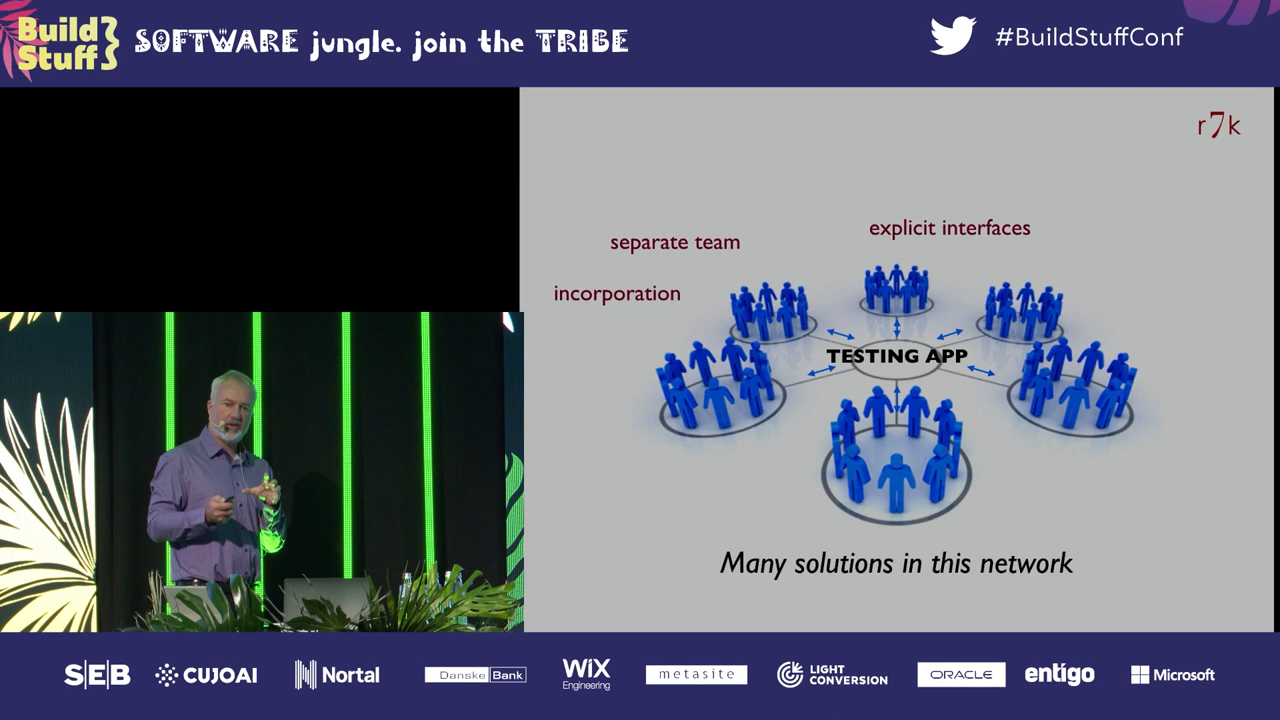 Build
Stuff
SOFTWARE jungle. join the TRIBE
#BuildStuffConf
r7k
explicit interfaces
separate team
incorporation
TESTING APP
Many solutions in this network
S|E|B
CUJOAI
Nortal
Danske Bank
WiX
Engineering
metasite
LIGHT
CONVERSION
ORACLE
entigo
Microsoft